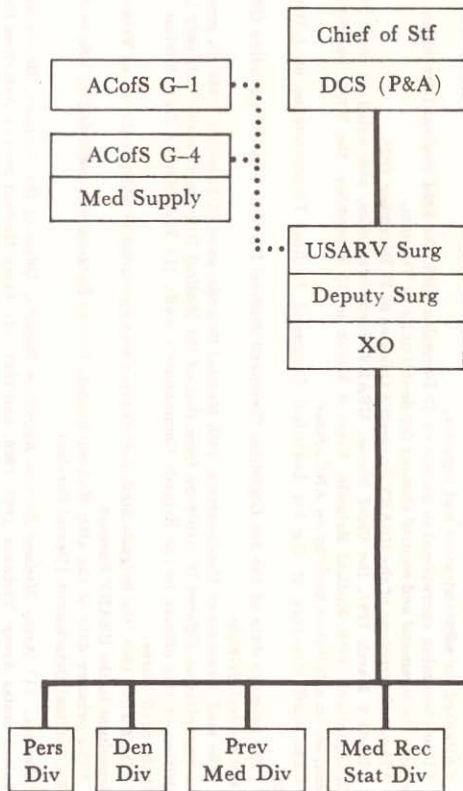 Chief of Stf
DCS (P&A)
ACofS G–1
ACofS G–4
Med Supply
USARV Surg
Deputy Surg
XO
Pers
Div
Den
Div
Prev
Med Div
Med Rec
Stat Div